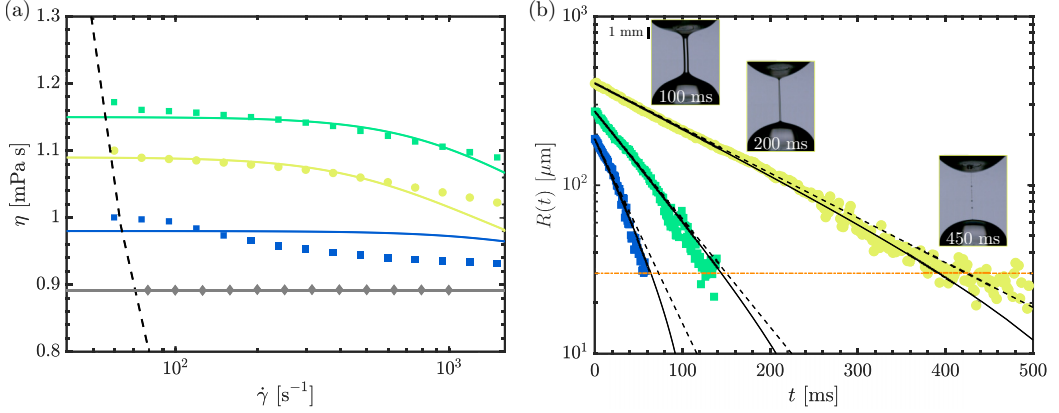 (a)
1.3
1.2
1.1
1
0.9
0.8
η [mPa s]
10²
10³
γ̇ [s⁻¹]
(b)
10³
10²
10¹
R(t) [μm]
1 mm
100 ms
200 ms
450 ms
0
100
200
300
400
500
t [ms]